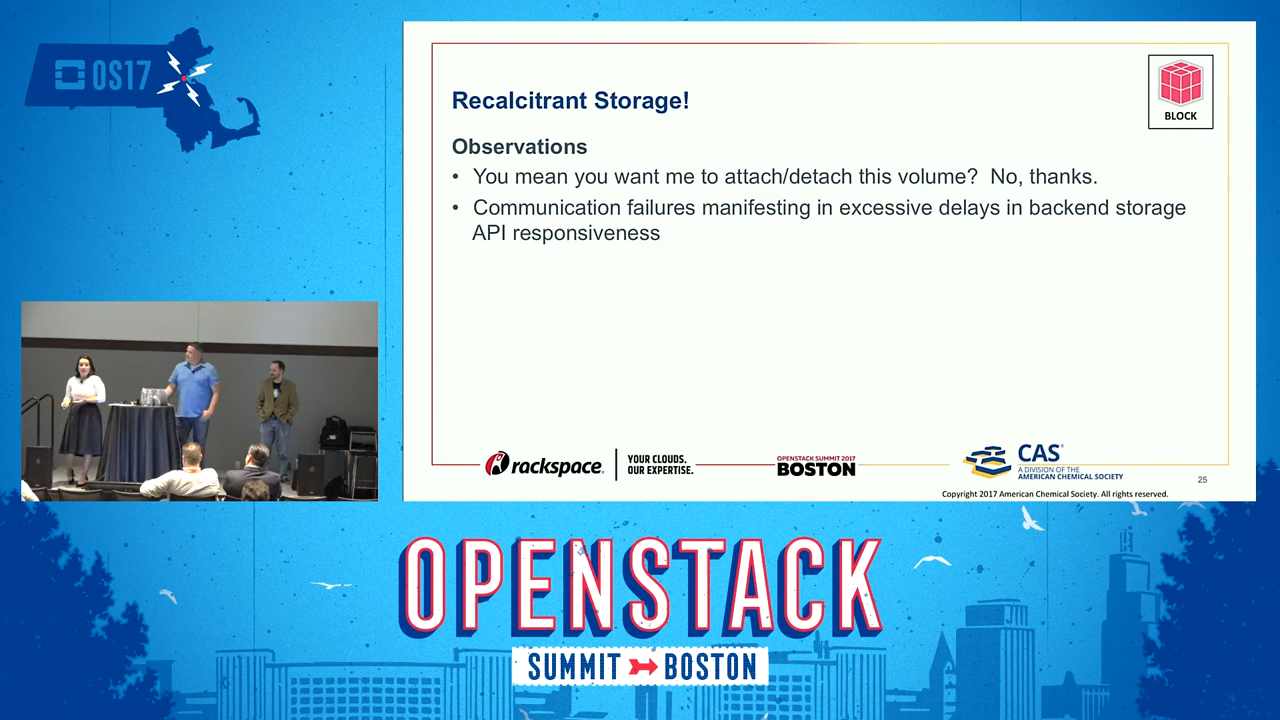 OS17
Recalcitrant Storage!
BLOCK
Observations
• You mean you want me to attach/detach this volume?  No, thanks.
• Communication failures manifesting in excessive delays in backend storage
API responsiveness
rackspace.
YOUR CLOUDS.
OUR EXPERTISE.
OPENSTACK SUMMIT 2017
BOSTON
CAS
A DIVISION OF THE
AMERICAN CHEMICAL SOCIETY
25
Copyright 2017 American Chemical Society. All rights reserved.
OPENSTACK
SUMMIT BOSTON